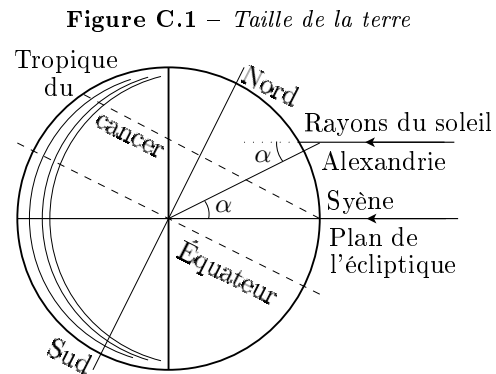 Figure C.1 – Taille de la terre
Tropique
du
cancer
Nord
Rayons du soleil
α
Alexandrie
Syène
α
Plan de
l'écliptique
Équateur
Sud